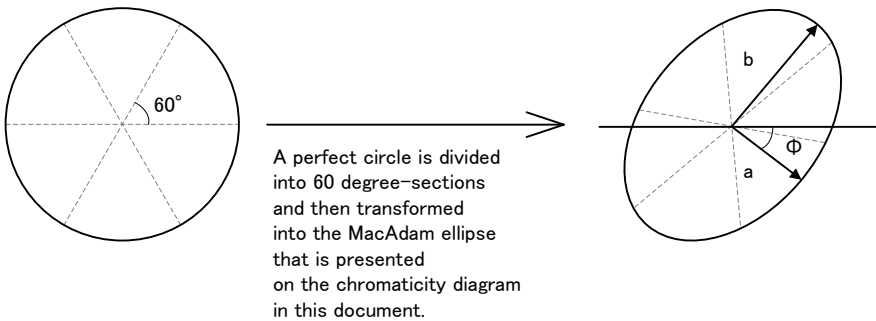 60°
A perfect circle is divided
into 60 degree-sections
and then transformed
into the MacAdam ellipse
that is presented
on the chromaticity diagram
in this document.
b
Φ
a